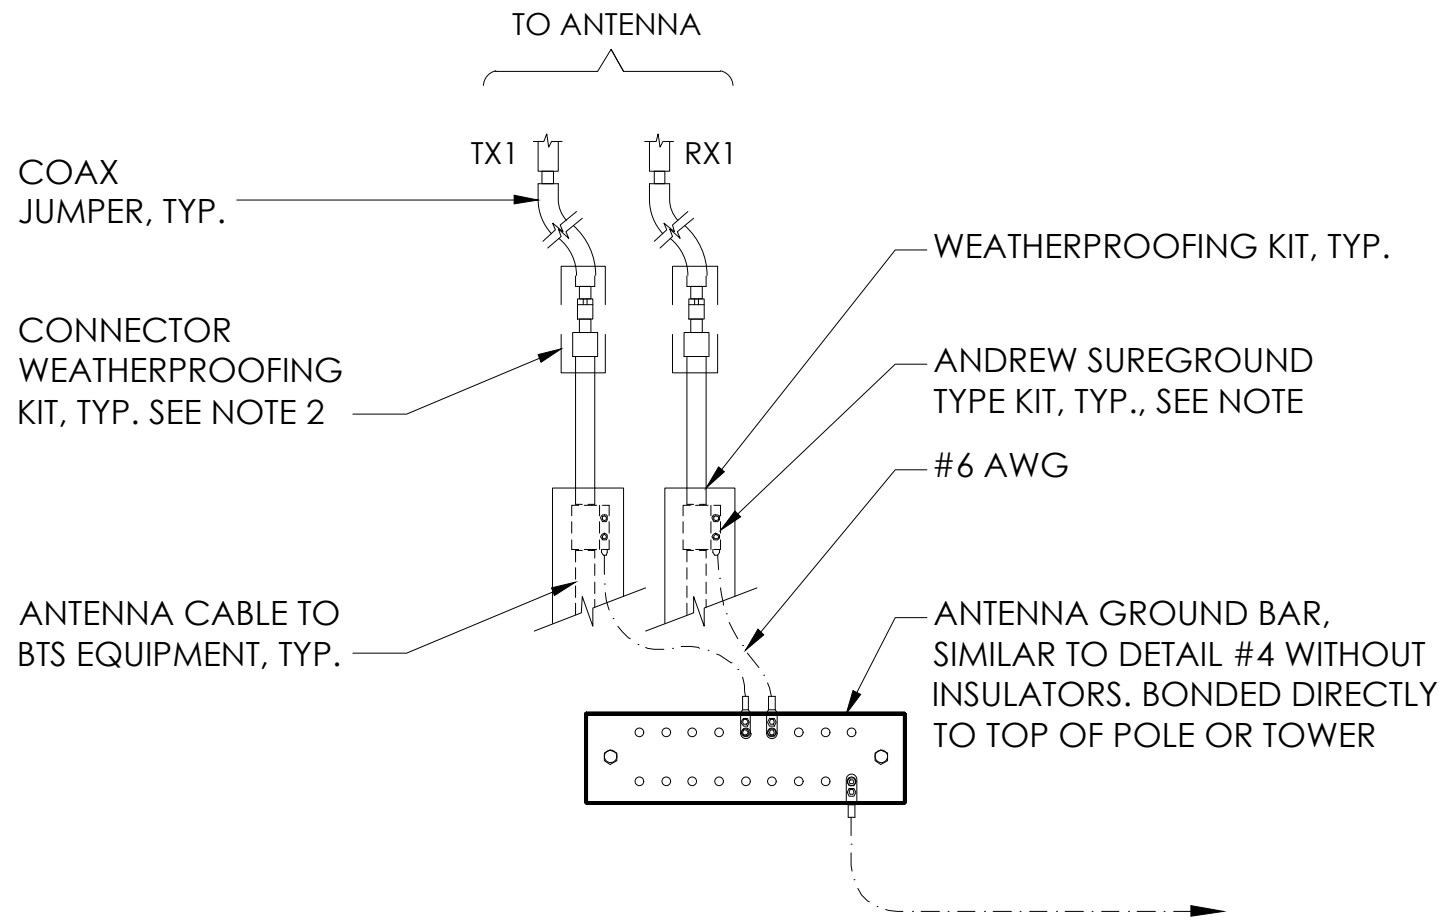 TO ANTENNA
TX1
RX1
COAX
JUMPER, TYP.
WEATHERPROOFING KIT, TYP.
CONNECTOR
WEATHERPROOFING
KIT, TYP. SEE NOTE 2
ANDREW SUREGROUND
TYPE KIT, TYP., SEE NOTE
#6 AWG
ANTENNA CABLE TO
BTS EQUIPMENT, TYP.
ANTENNA GROUND BAR,
SIMILAR TO DETAIL #4 WITHOUT
INSULATORS. BONDED DIRECTLY
TO TOP OF POLE OR TOWER